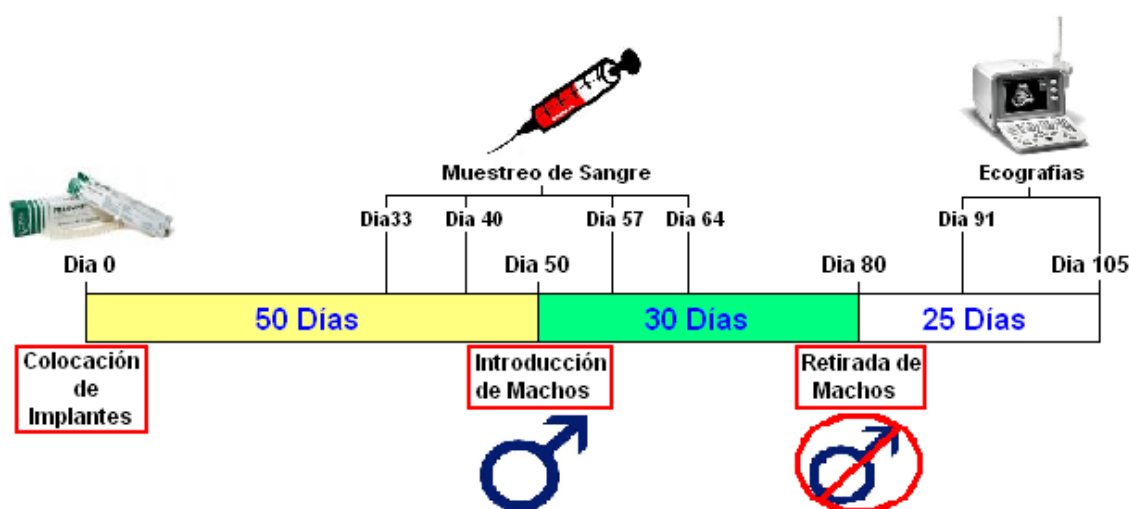 Muestreo de Sangre
Ecografias
Dia33
Dia 40
Dia 57
Dia 64
Dia 91
Dia 0
Dia 50
Dia 80
Dia 105
50 Días
30 Días
25 Días
Colocación
de
Implantes
Introducción
de Machos
Retirada de
Machos